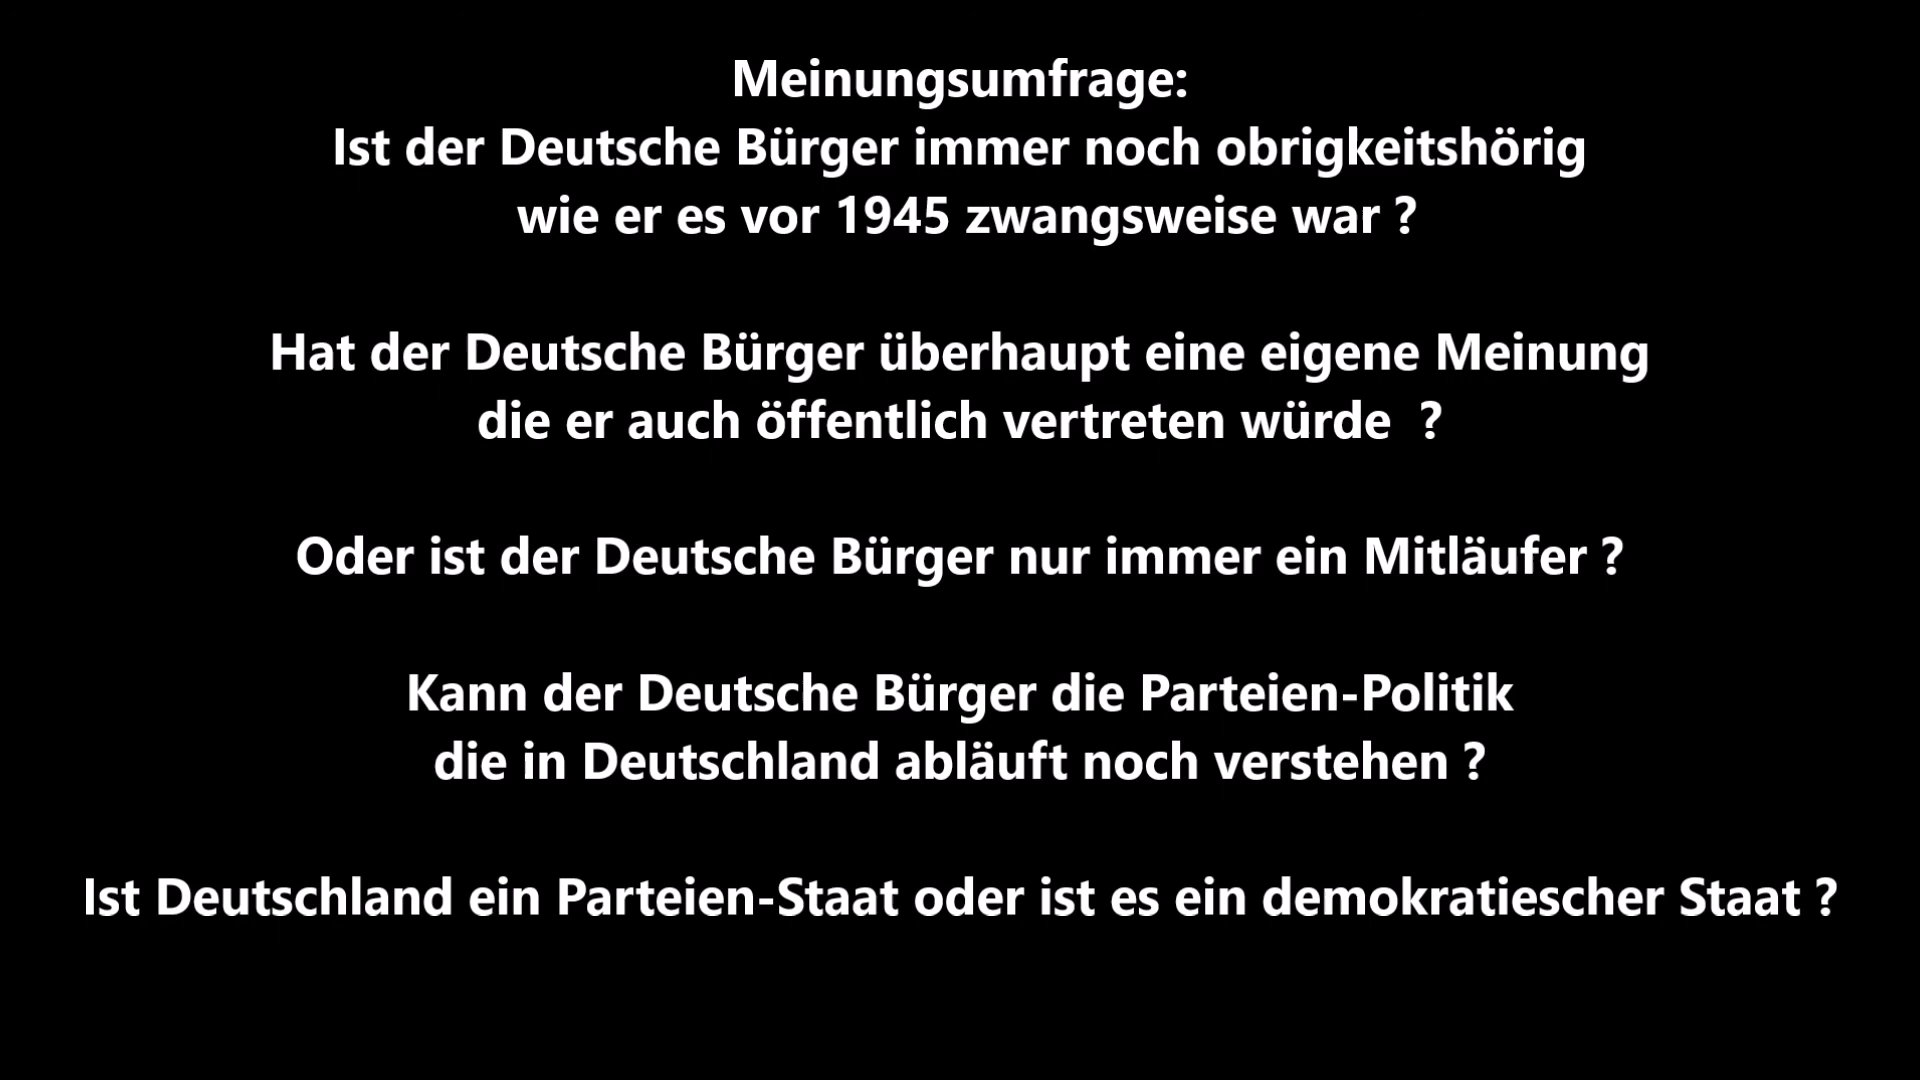 Meinungsumfrage:
Ist der Deutsche Bürger immer noch obrigkeitshörig
wie er es vor 1945 zwangsweise war ?
Hat der Deutsche Bürger überhaupt eine eigene Meinung
die er auch öffentlich vertreten würde  ?
Oder ist der Deutsche Bürger nur immer ein Mitläufer ?
Kann der Deutsche Bürger die Parteien-Politik
die in Deutschland abläuft noch verstehen ?
Ist Deutschland ein Parteien-Staat oder ist es ein demokratiescher Staat ?